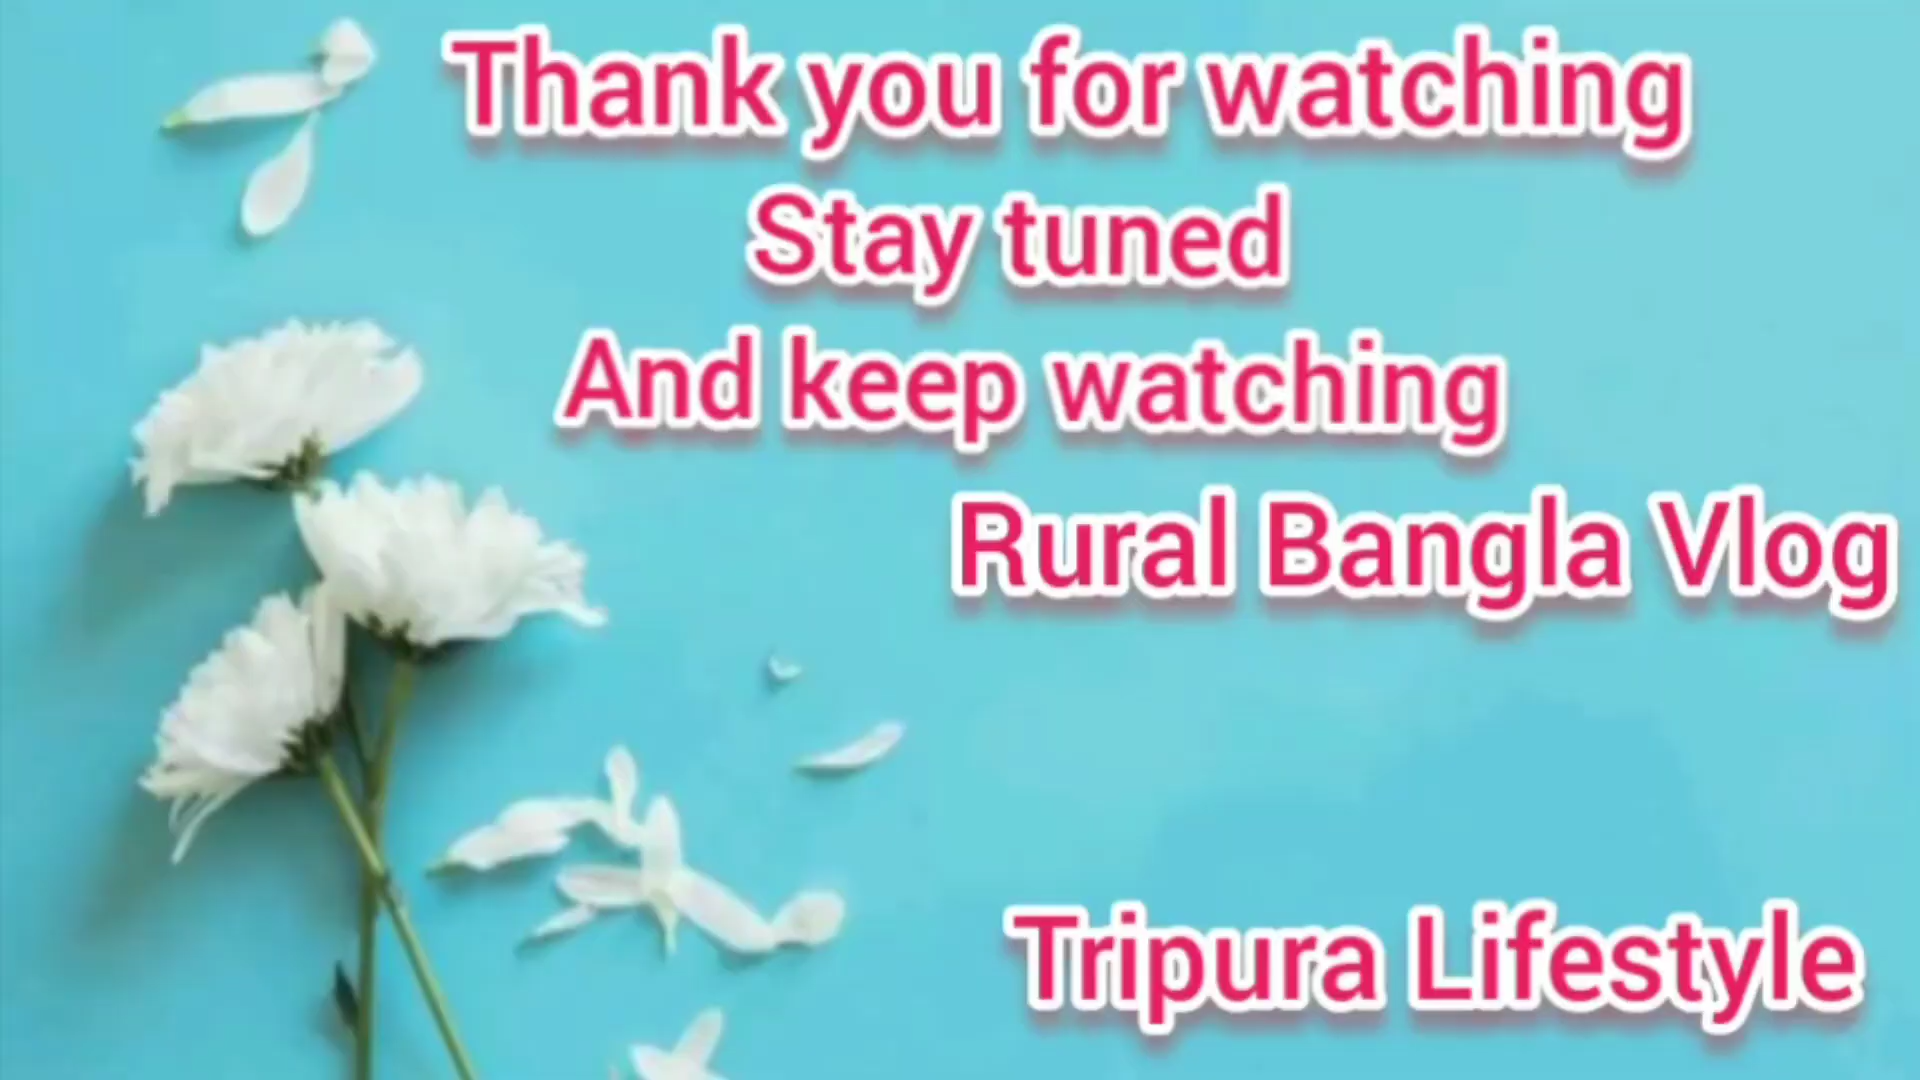 Thank you for watching
Stay tuned
And keep watching
Rural Bangla Vlog
Tripura Lifestyle